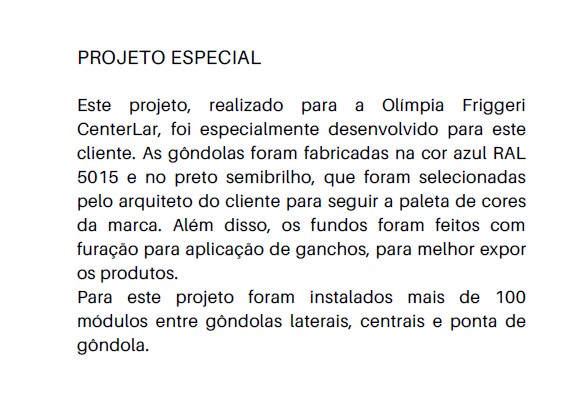 PROJETO ESPECIAL
Este projeto, realizado para a Olímpia Friggeri
CenterLar, foi especialmente desenvolvido para este
cliente. As gôndolas foram fabricadas na cor azul RAL
5015 e no preto semibrilho, que foram selecionadas
pelo arquiteto do cliente para seguir a paleta de cores
da marca. Além disso, os fundos foram feitos com
furação para aplicação de ganchos, para melhor expor
os produtos.
Para este projeto foram instalados mais de 100
módulos entre gôndolas laterais, centrais e ponta de
gôndola.